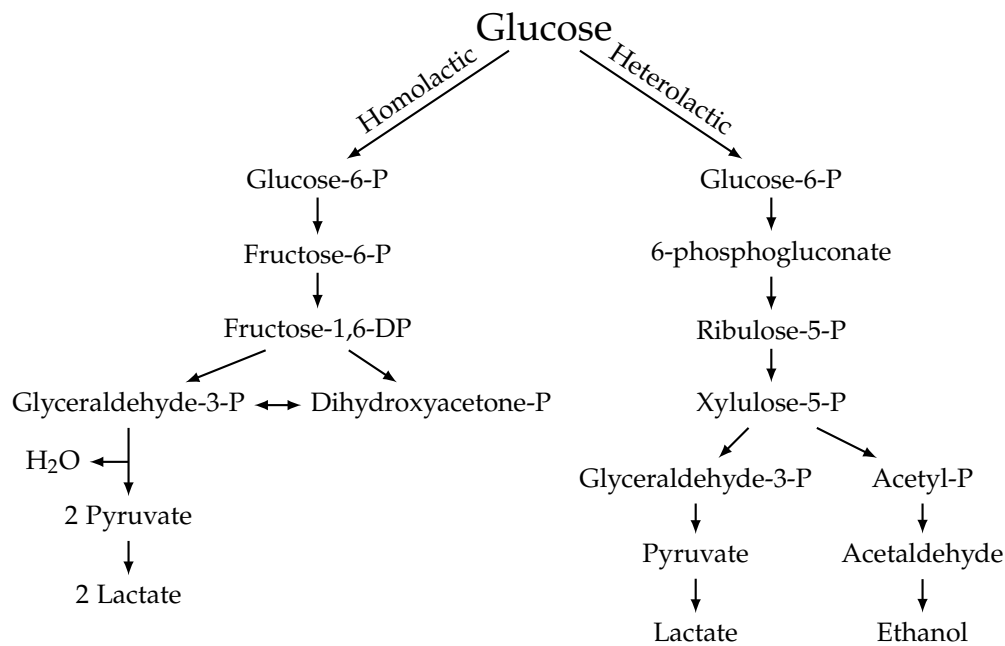 Glucose
Homolactic
Heterolactic
Glucose-6-P
Glucose-6-P
Fructose-6-P
6-phosphogluconate
Fructose-1,6-DP
Ribulose-5-P
Glyceraldehyde-3-P
Dihydroxyacetone-P
Xylulose-5-P
H₂O
Glyceraldehyde-3-P
Acetyl-P
2 Pyruvate
Pyruvate
Acetaldehyde
2 Lactate
Lactate
Ethanol